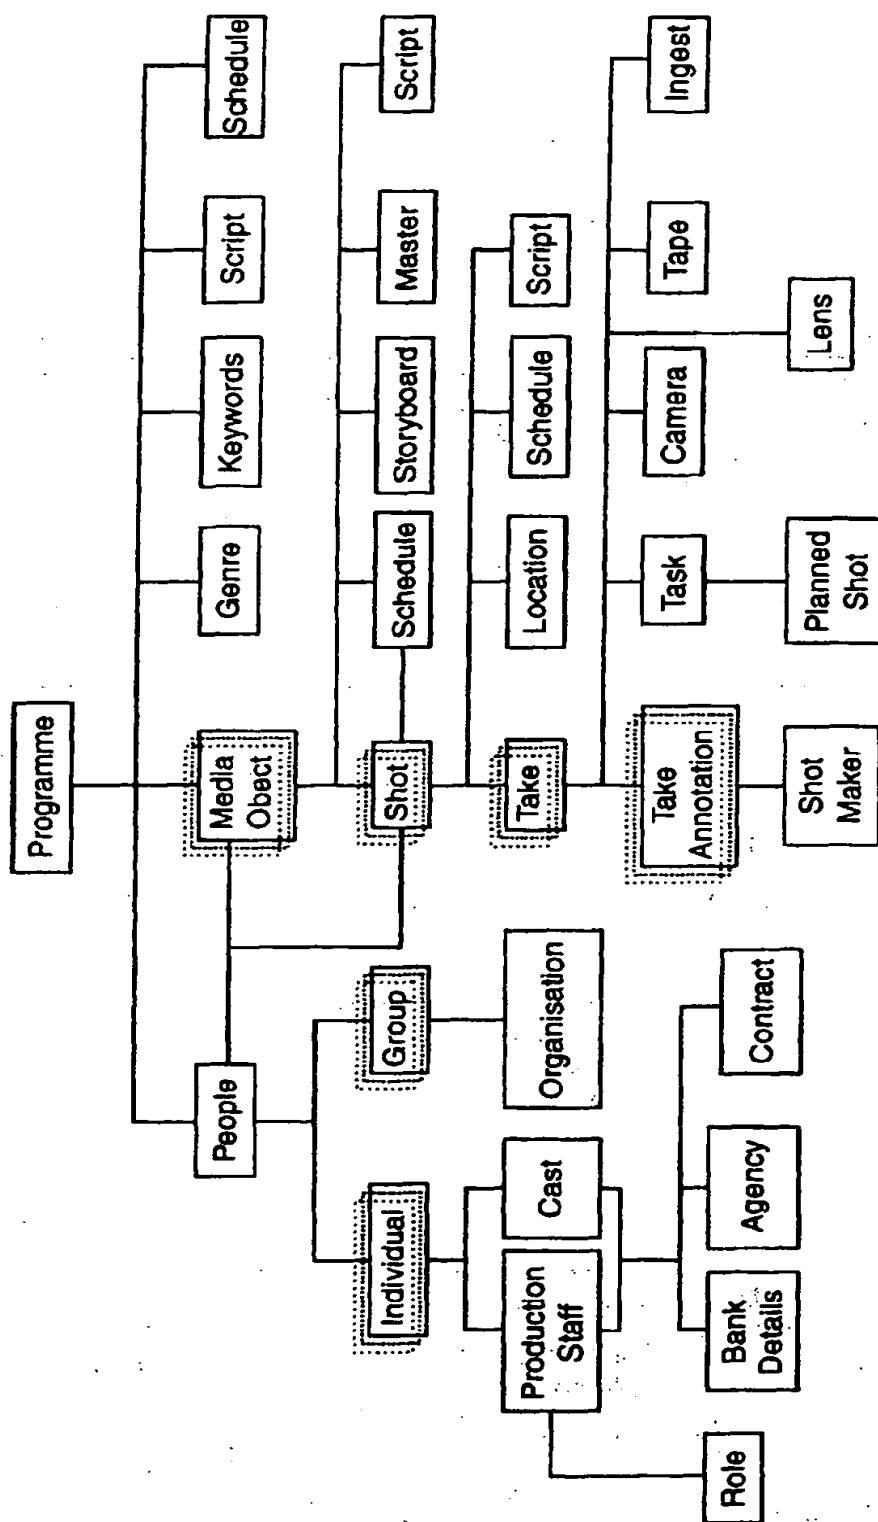 Programme
People
Media
Obect
Genre
Keywords
Script
Schedule
Individual
Group
Shot
Schedule
Storyboard
Master
Script
Production
Staff
Cast
Organisation
Take
Location
Schedule
Script
Take
Annotation
Task
Camera
Tape
Ingest
Role
Bank
Details
Agency
Contract
Shot
Maker
Planned
Shot
Lens